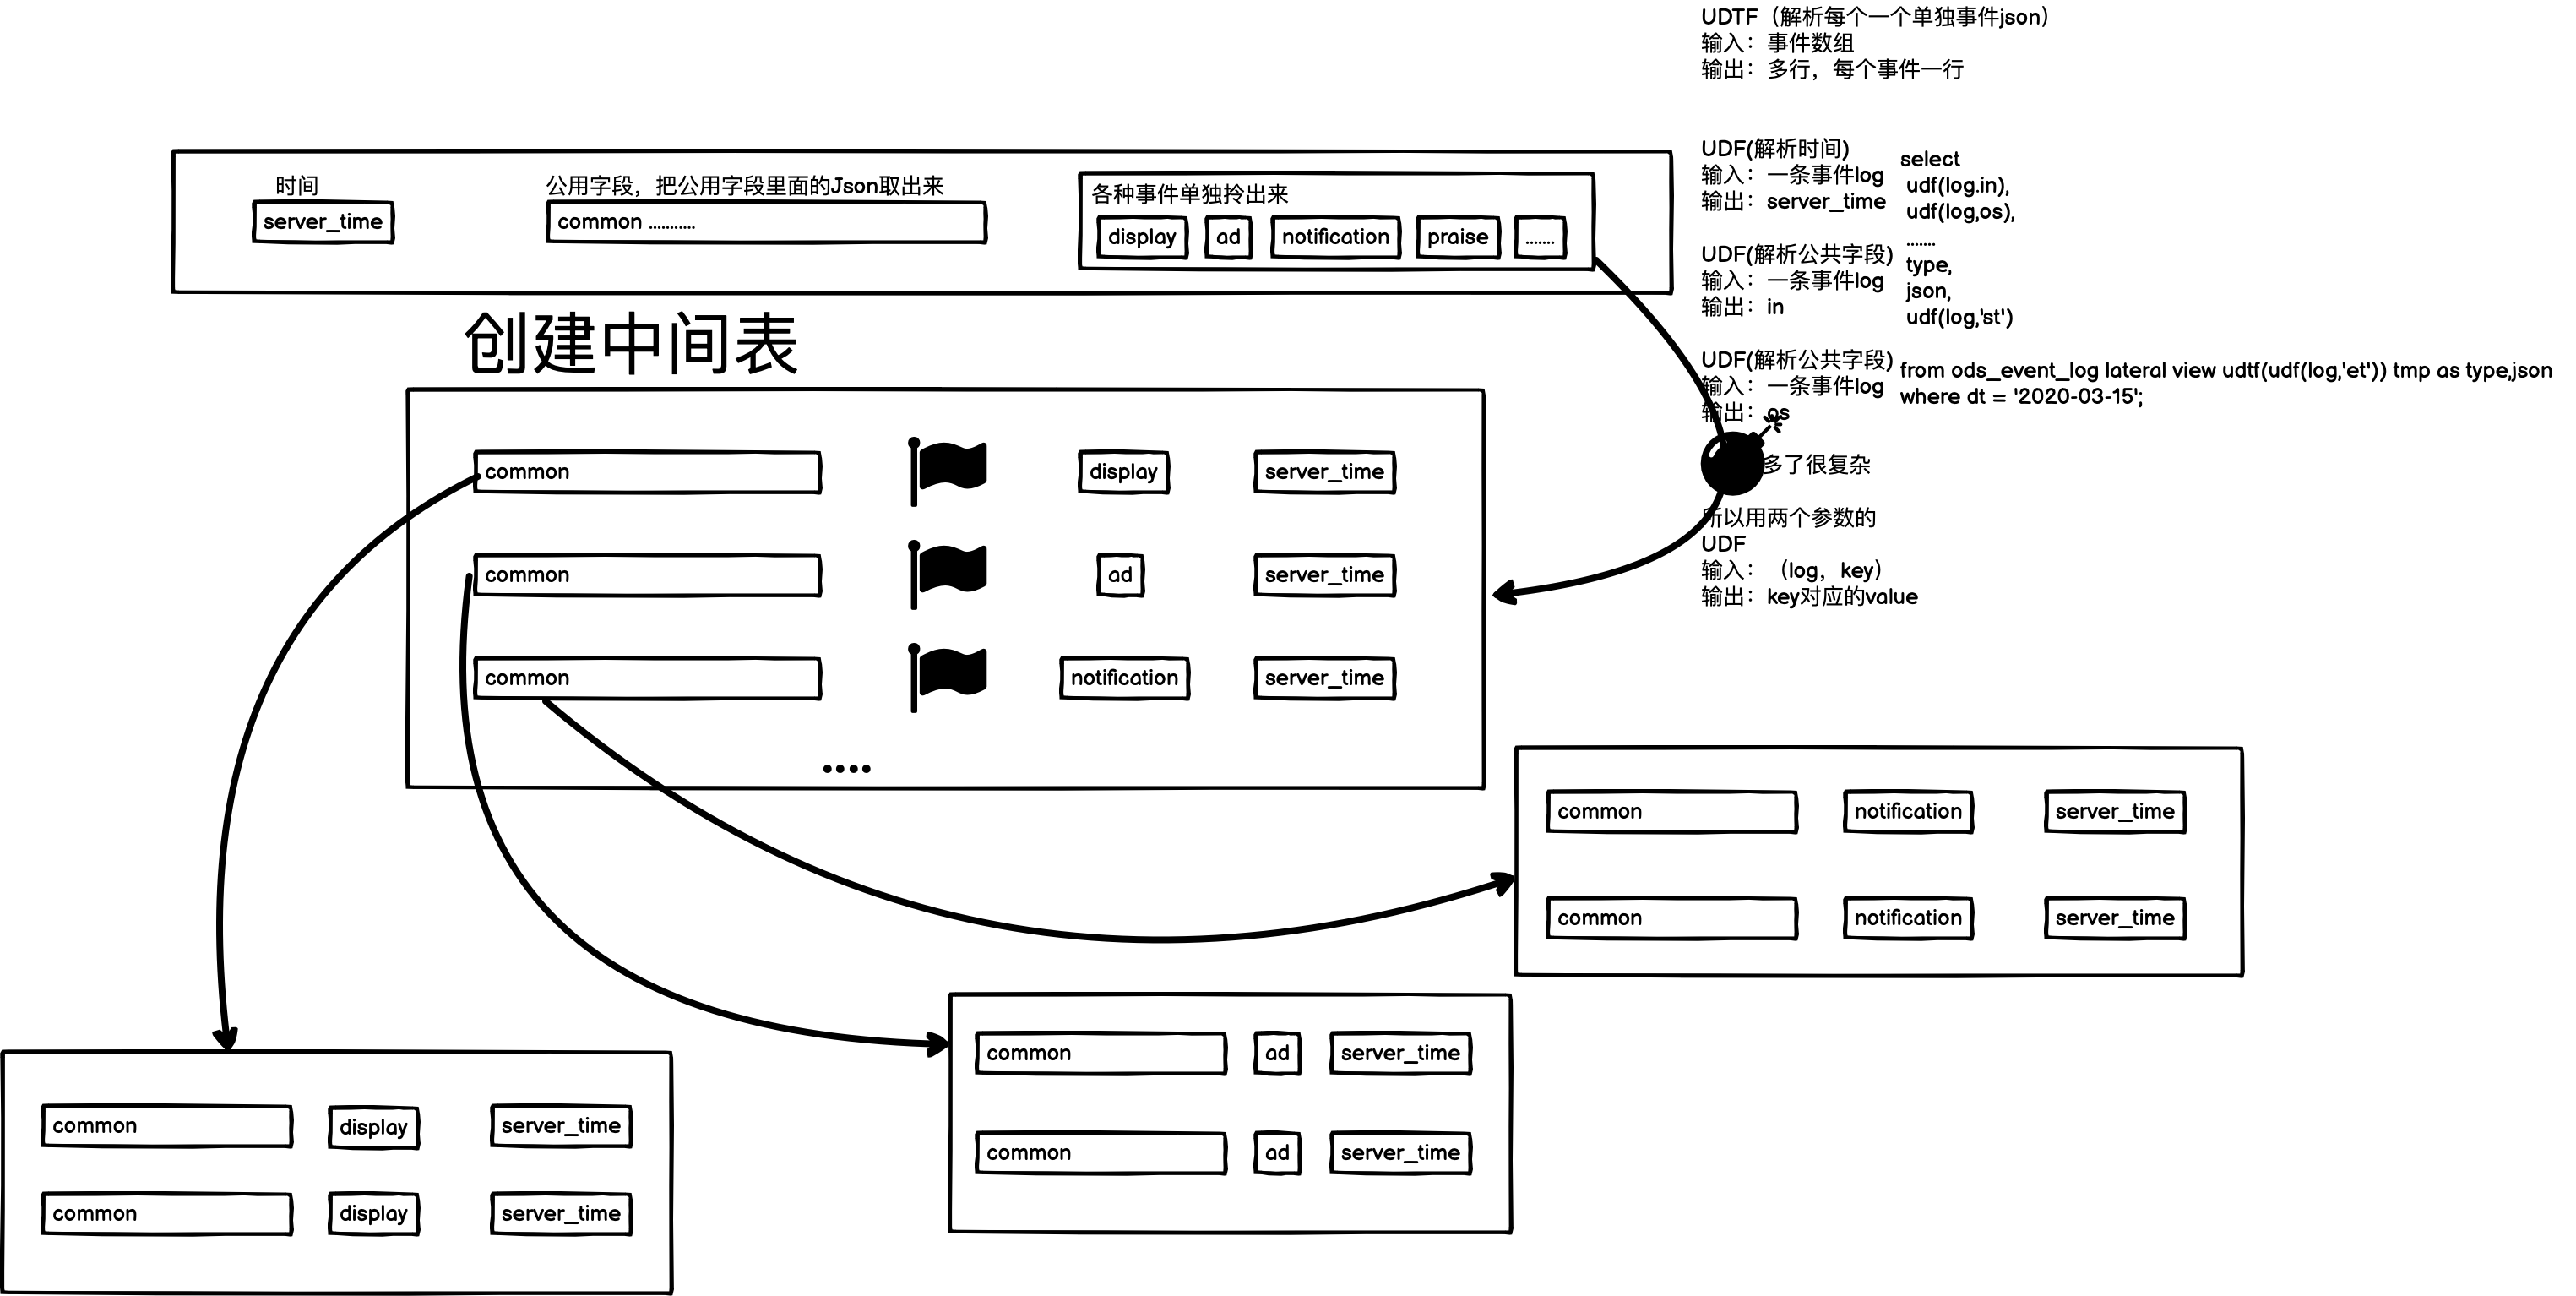 UDTF（解析每个一个单独事件json）
输入：事件数组
输出：多行，每个事件一行
时间
server_time
公用字段，把公用字段里面的Json取出来
common ...........
各种事件单独拎出来
display
ad
notification
praise
.......
UDF(解析时间)
输入：一条事件log
输出：server_time
UDF(解析公共字段)
输入：一条事件log
输出：in
UDF(解析公共字段)
输入：一条事件log
输出：os
多了很复杂
所以用两个参数的
UDF
输入：（log，key）
输出：key对应的value
select
udf(log.in),
udf(log,os),
.......
type,
json,
udf(log,'st')
from ods_event_log lateral view udtf(udf(log,'et')) tmp as type,json
where dt = '2020-03-15';
创建中间表
common
display
server_time
common
ad
server_time
common
notification
server_time
....
common
notification
server_time
common
notification
server_time
common
ad
server_time
common
ad
server_time
common
display
server_time
common
display
server_time